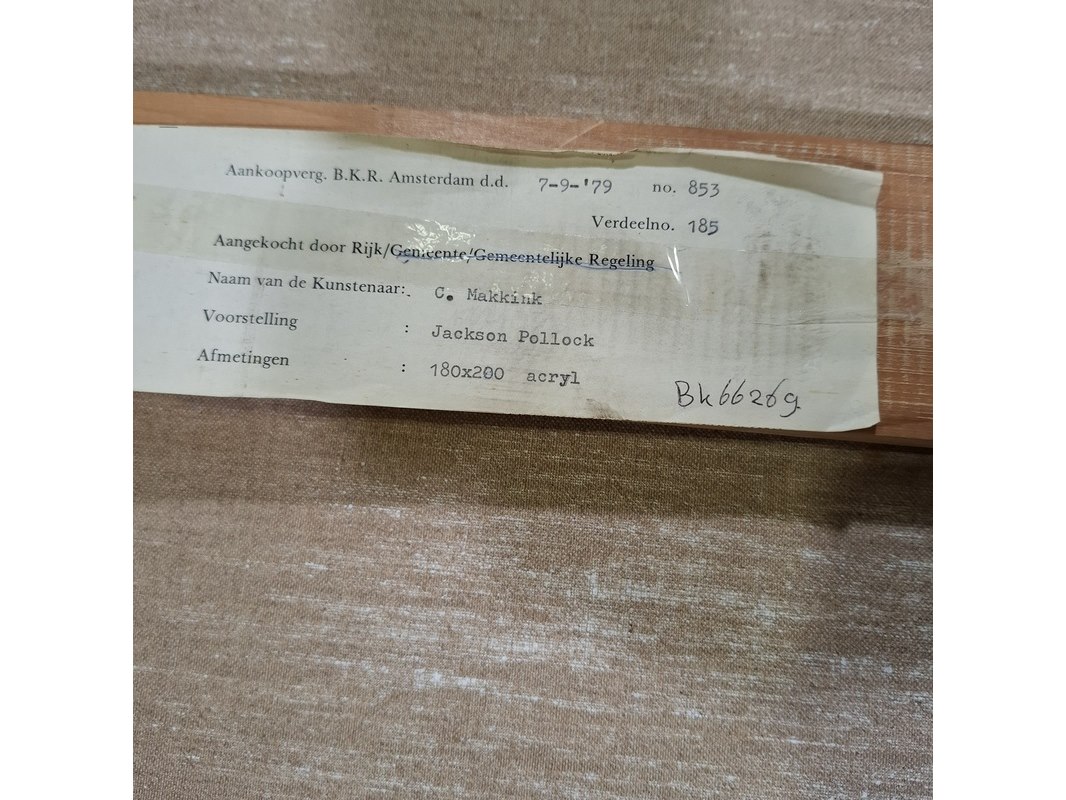 Aankoopverg. B.K.R. Amsterdam d.d. 7-9-'79 no. 853
Verdeelno. 185
Aangekocht door Rijk/Gemeente/Gemeentelijke Regeling
Naam van de Kunstenaar: C. Makkink
Voorstelling : Jackson Pollock
Afmetingen : 180x200 acryl
Bk66269